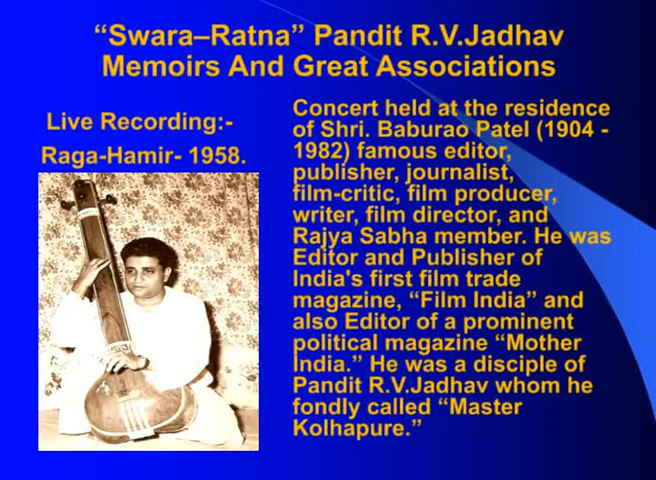 “Swara–Ratna” Pandit R.V.Jadhav
Memoirs And Great Associations
Live Recording:-
Raga-Hamir- 1958.
Concert held at the residence
of Shri. Baburao Patel (1904 -
1982) famous editor,
publisher, journalist,
film-critic, film producer,
writer, film director, and
Rajya Sabha member. He was
Editor and Publisher of
India's first film trade
magazine, “Film India” and
also Editor of a prominent
political magazine “Mother
India.” He was a disciple of
Pandit R.V.Jadhav whom he
fondly called “Master
Kolhapure.”